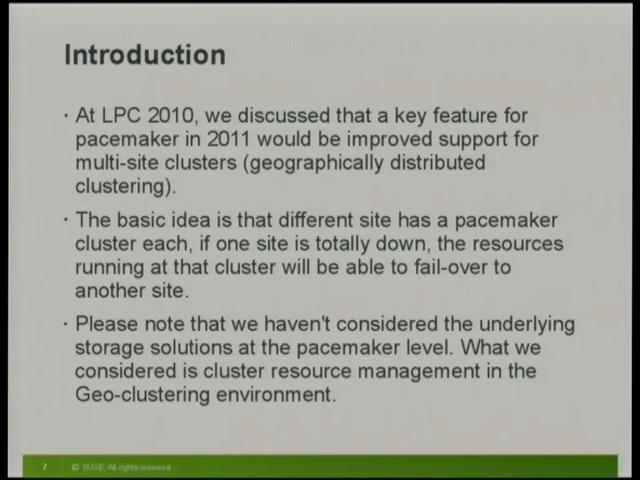 Introduction
· At LPC 2010, we discussed that a key feature for
pacemaker in 2011 would be improved support for
multi-site clusters (geographically distributed
clustering).
· The basic idea is that different site has a pacemaker
cluster each, if one site is totally down, the resources
running at that cluster will be able to fail-over to
another site.
· Please note that we haven't considered the underlying
storage solutions at the pacemaker level. What we
considered is cluster resource management in the
Geo-clustering environment.
2 © SUSE, All rights reserved.